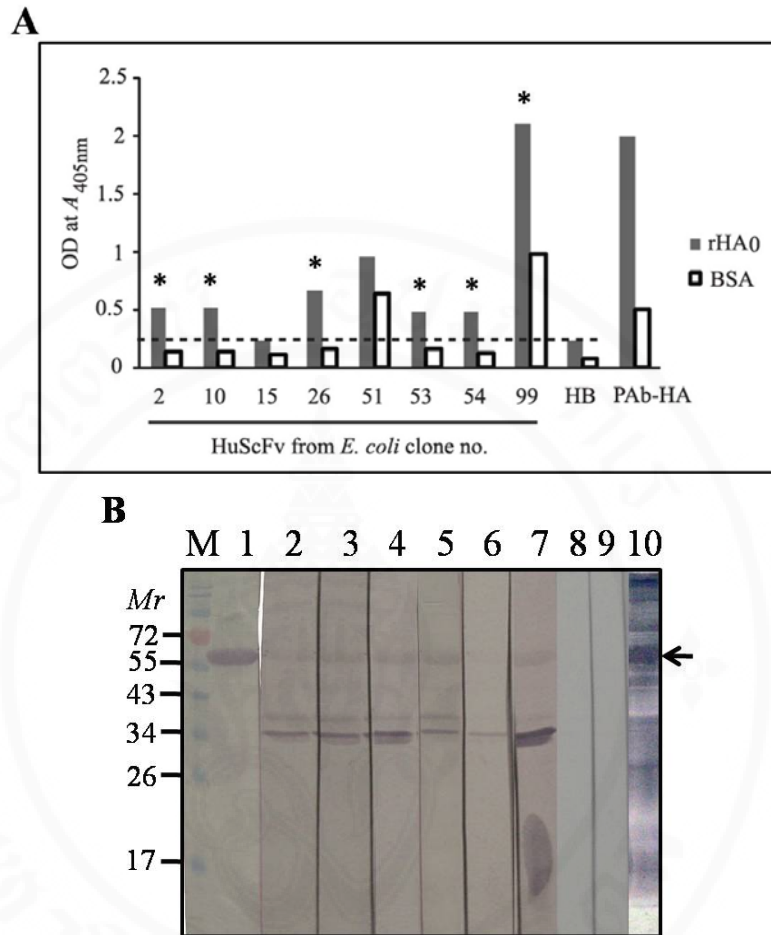 A
2.5
2
1.5
1
0.5
0
OD at A405nm
* * * * * *
rHA0
BSA
2 10 15 26 51 53 54 99 HB PAb-HA
HuScFv from E. coli clone no.
B
M 1 2 3 4 5 6 7 8 9 10
Mr
72
55
43
34
26
17